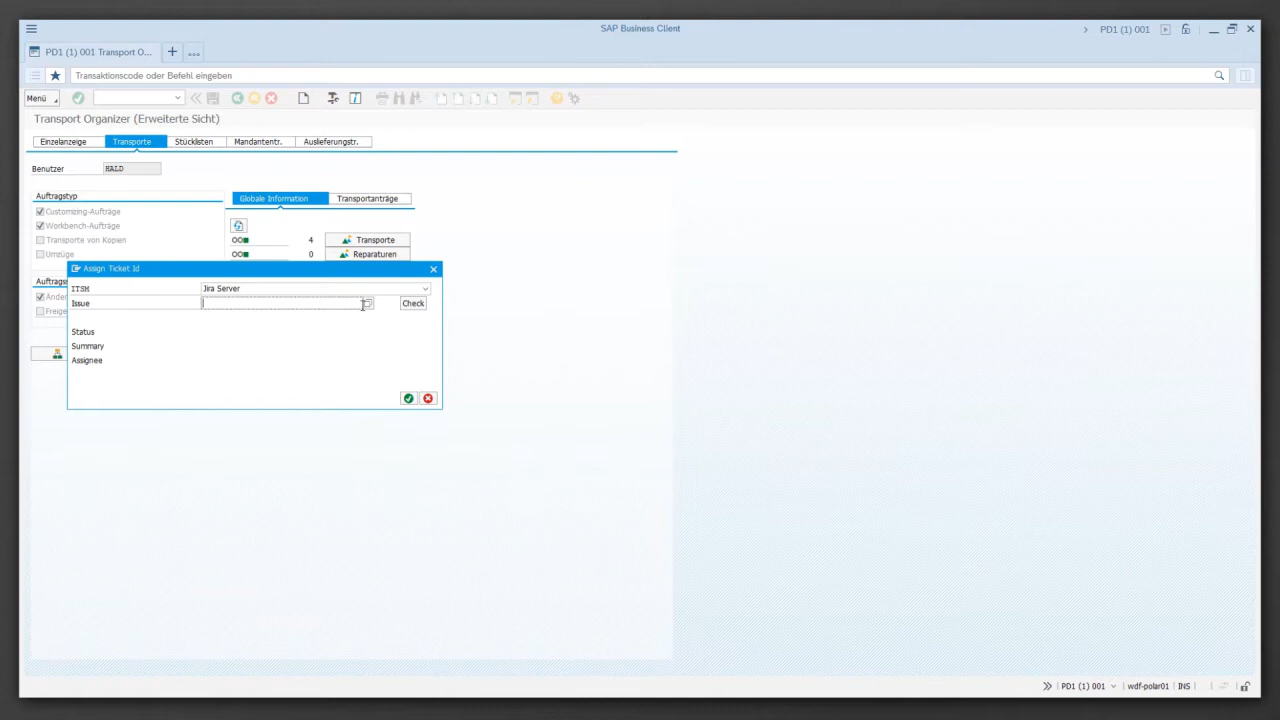 SAP Business Client
PD1 (1) 001
PD1 (1) 001 Transport O...
Transaktionscode oder Befehl eingeben
Menü
Transport Organizer (Erweiterte Sicht)
Einzelanzeige Transporte Stücklisten Mandantentr. Auslieferungstr.
Benutzer HALD
Auftragstyp
Customizing-Aufträge
Workbench-Aufträge
Transporte von Kopien
Umzüge
Globale Information Transportanträge
4 Transporte
0 Reparaturen
Assign Ticket Id
ITSM Jira Server
Issue Check
Status
Summary
Assignee
PD1 (1) 001 wdf-polar01 INS